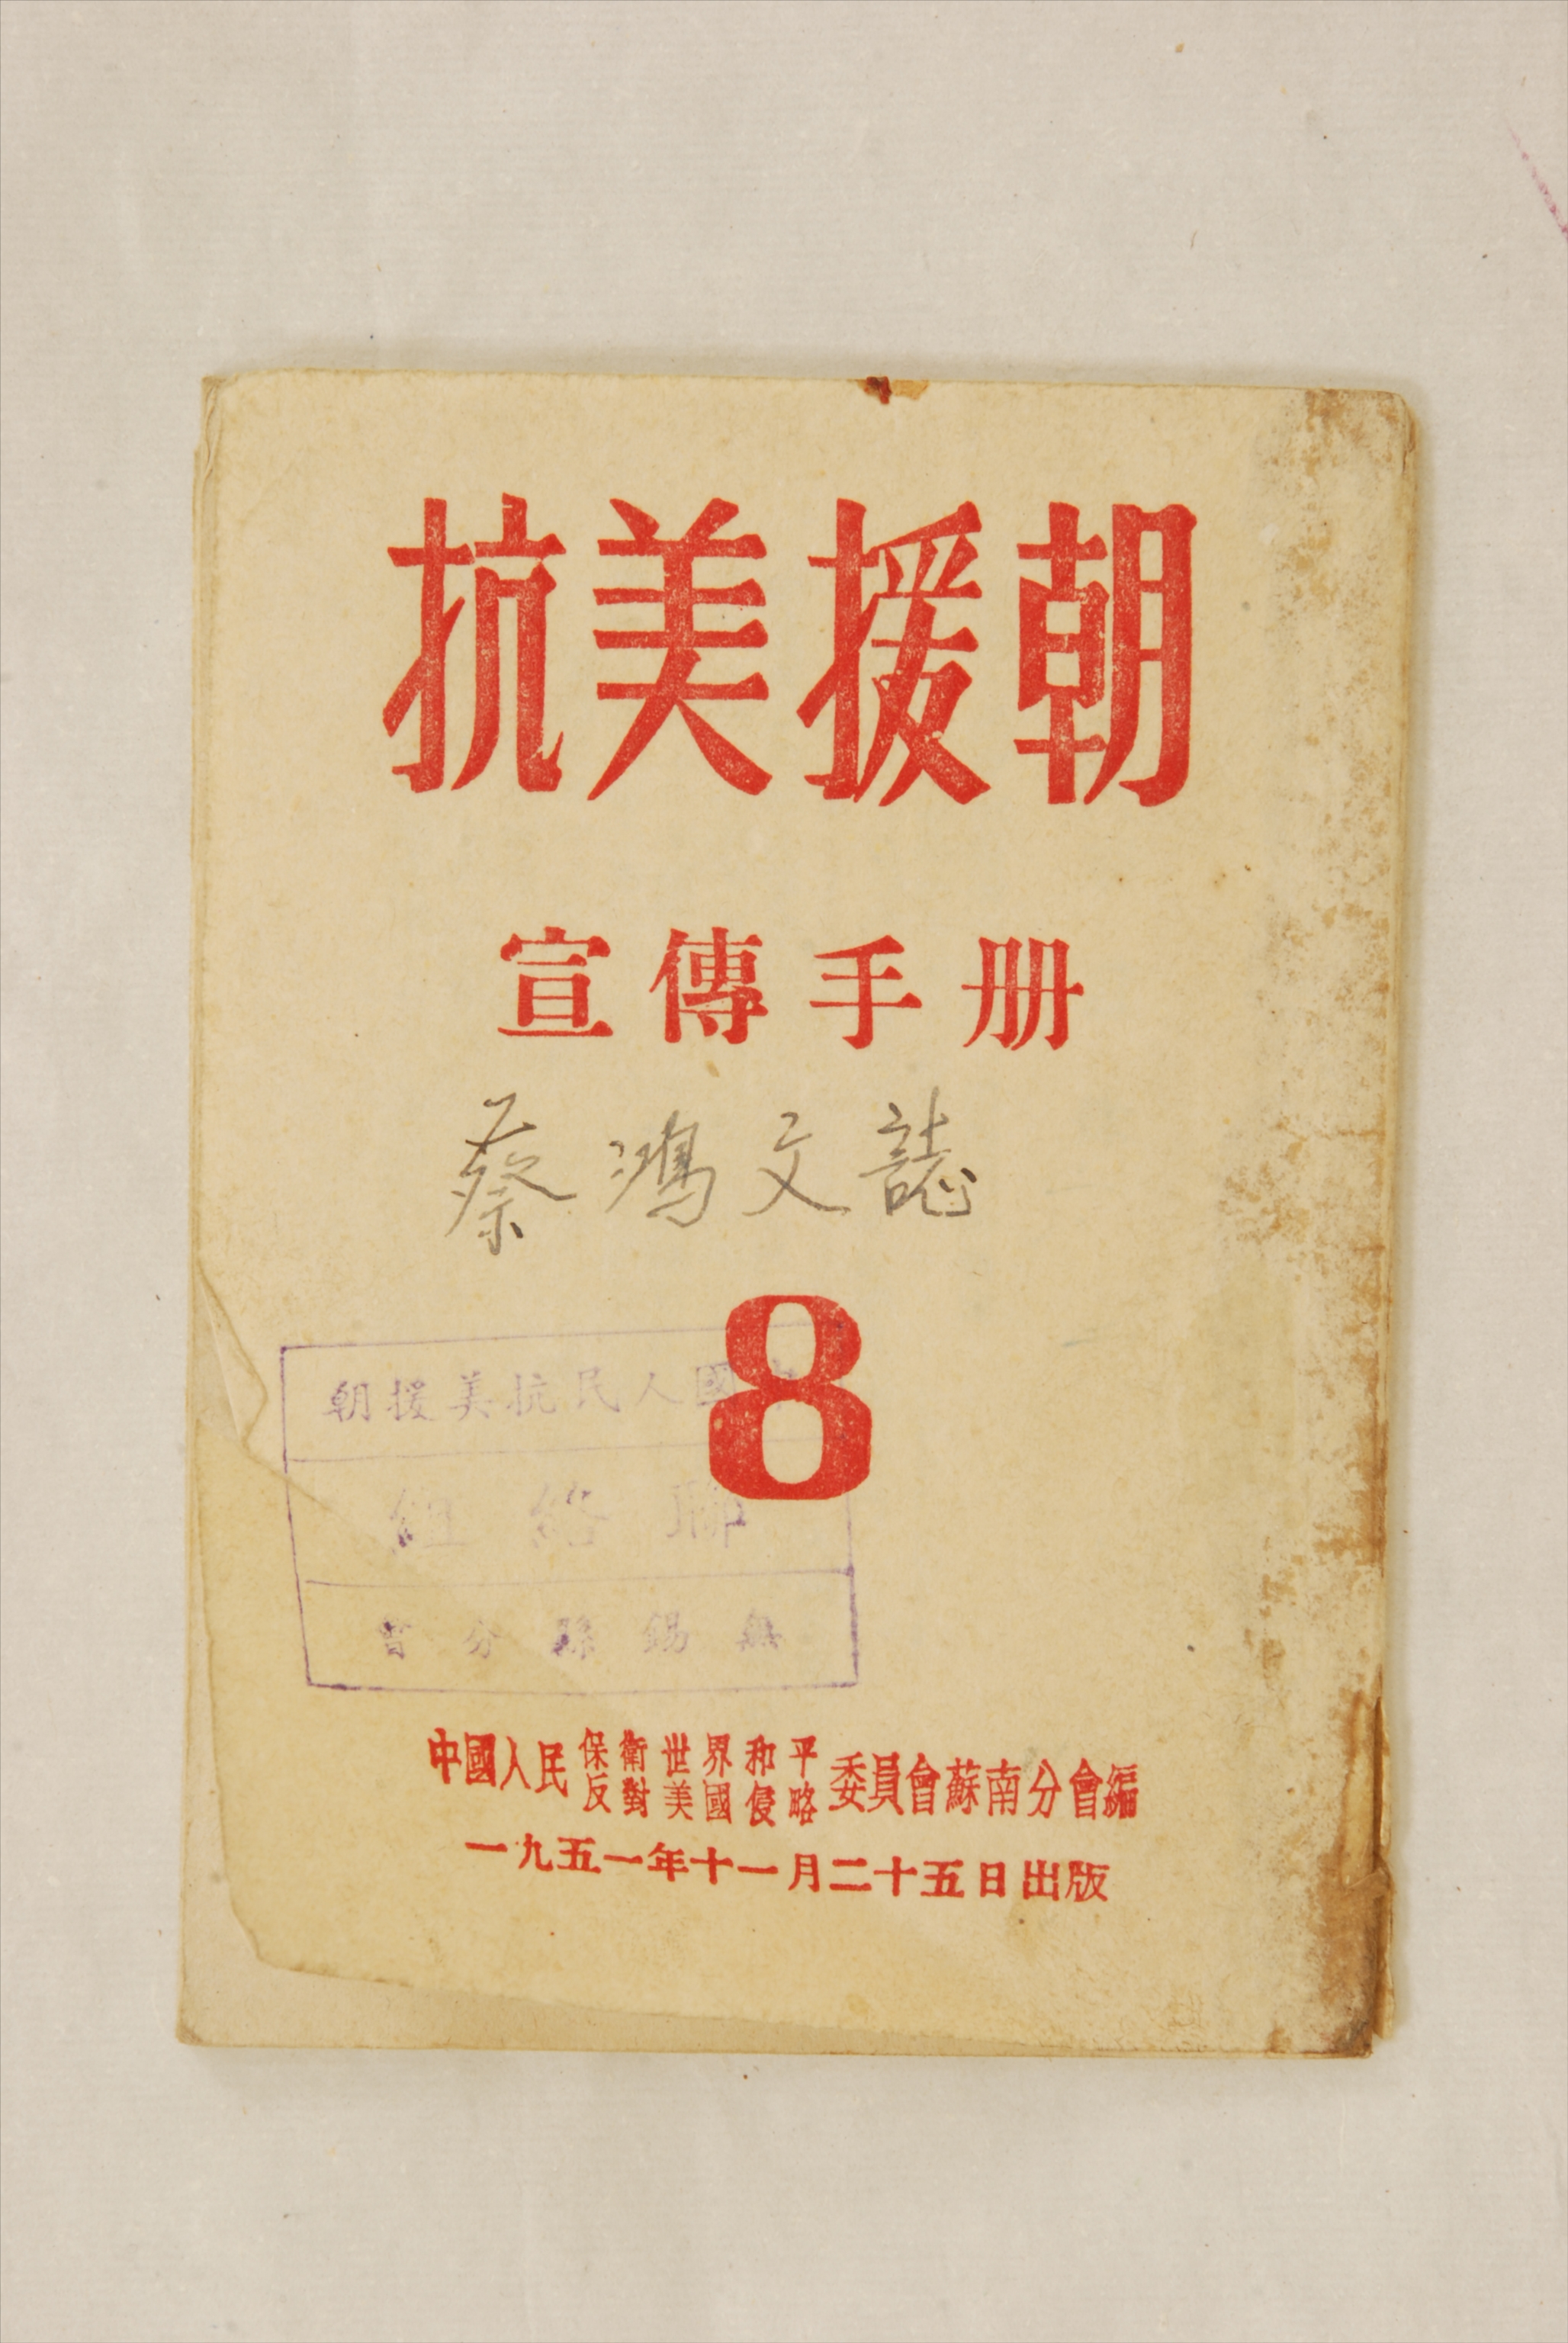 抗美援朝
宣傳手册
蔡鴻文誌
8
朝援美抗民人國
組絡聯
會分縣錫無
中國人民保衛世界和平反對美國侵略委員會蘇南分會編
一九五一年十一月二十五日出版